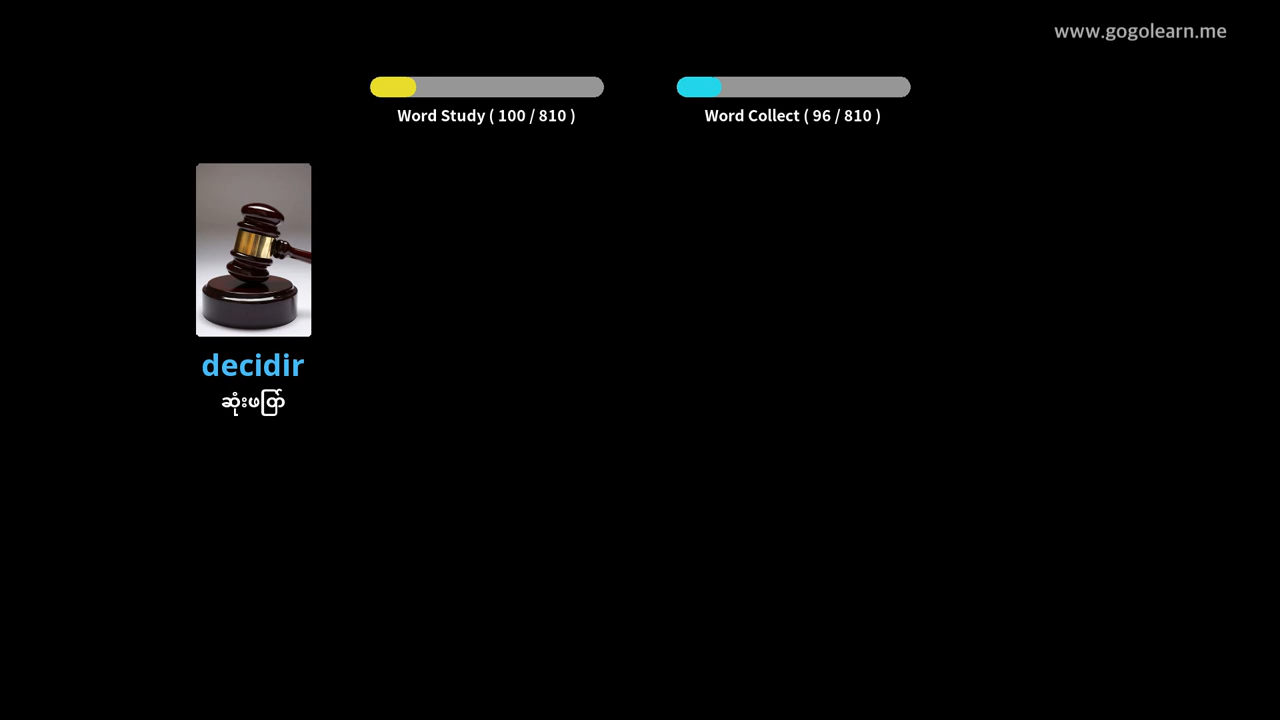 www.gogolearn.me
Word Study ( 100 / 810 )
Word Collect ( 96 / 810 )
decidir
ဆုံးဖြတ်